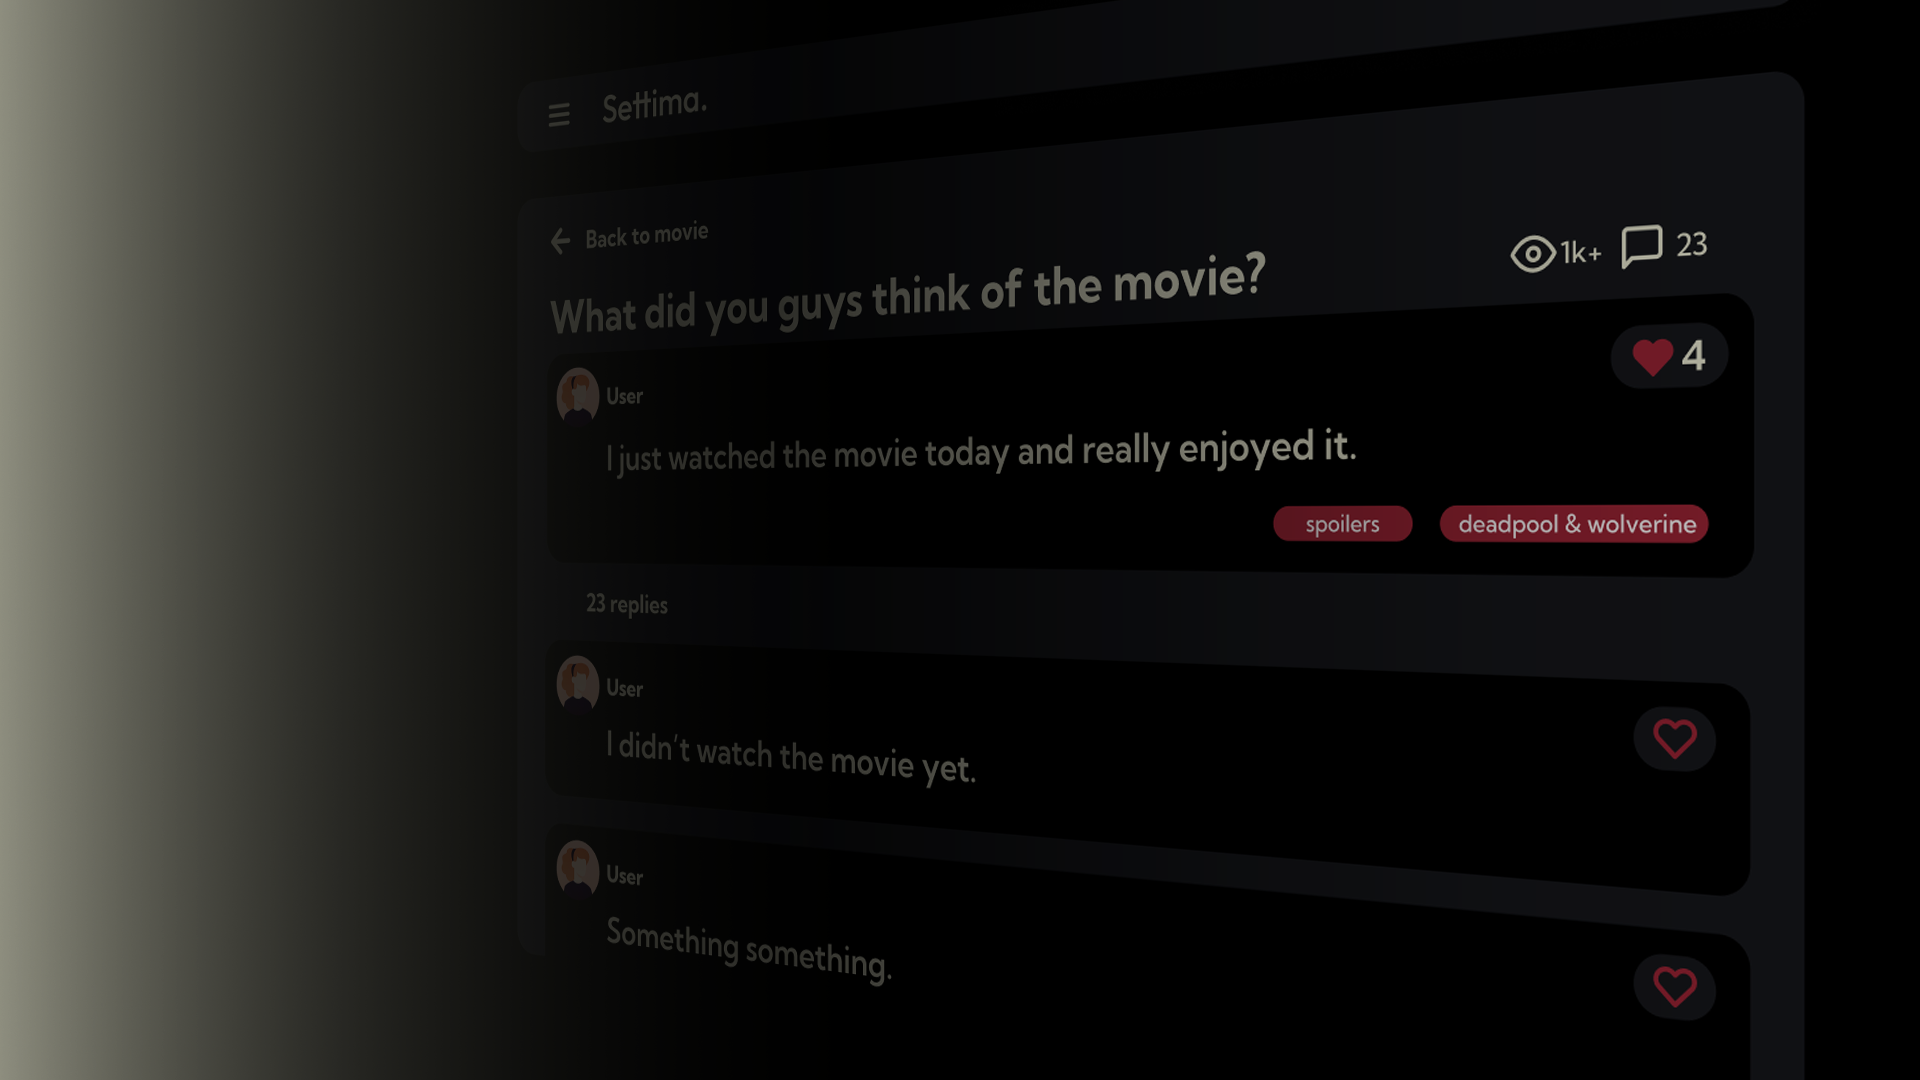 Settima.
Back to movie
What did you guys think of the movie?
1k+ 23
User
4
I just watched the movie today and really enjoyed it.
spoilers deadpool & wolverine
23 replies
User
I didn't watch the movie yet.
User
Something something.